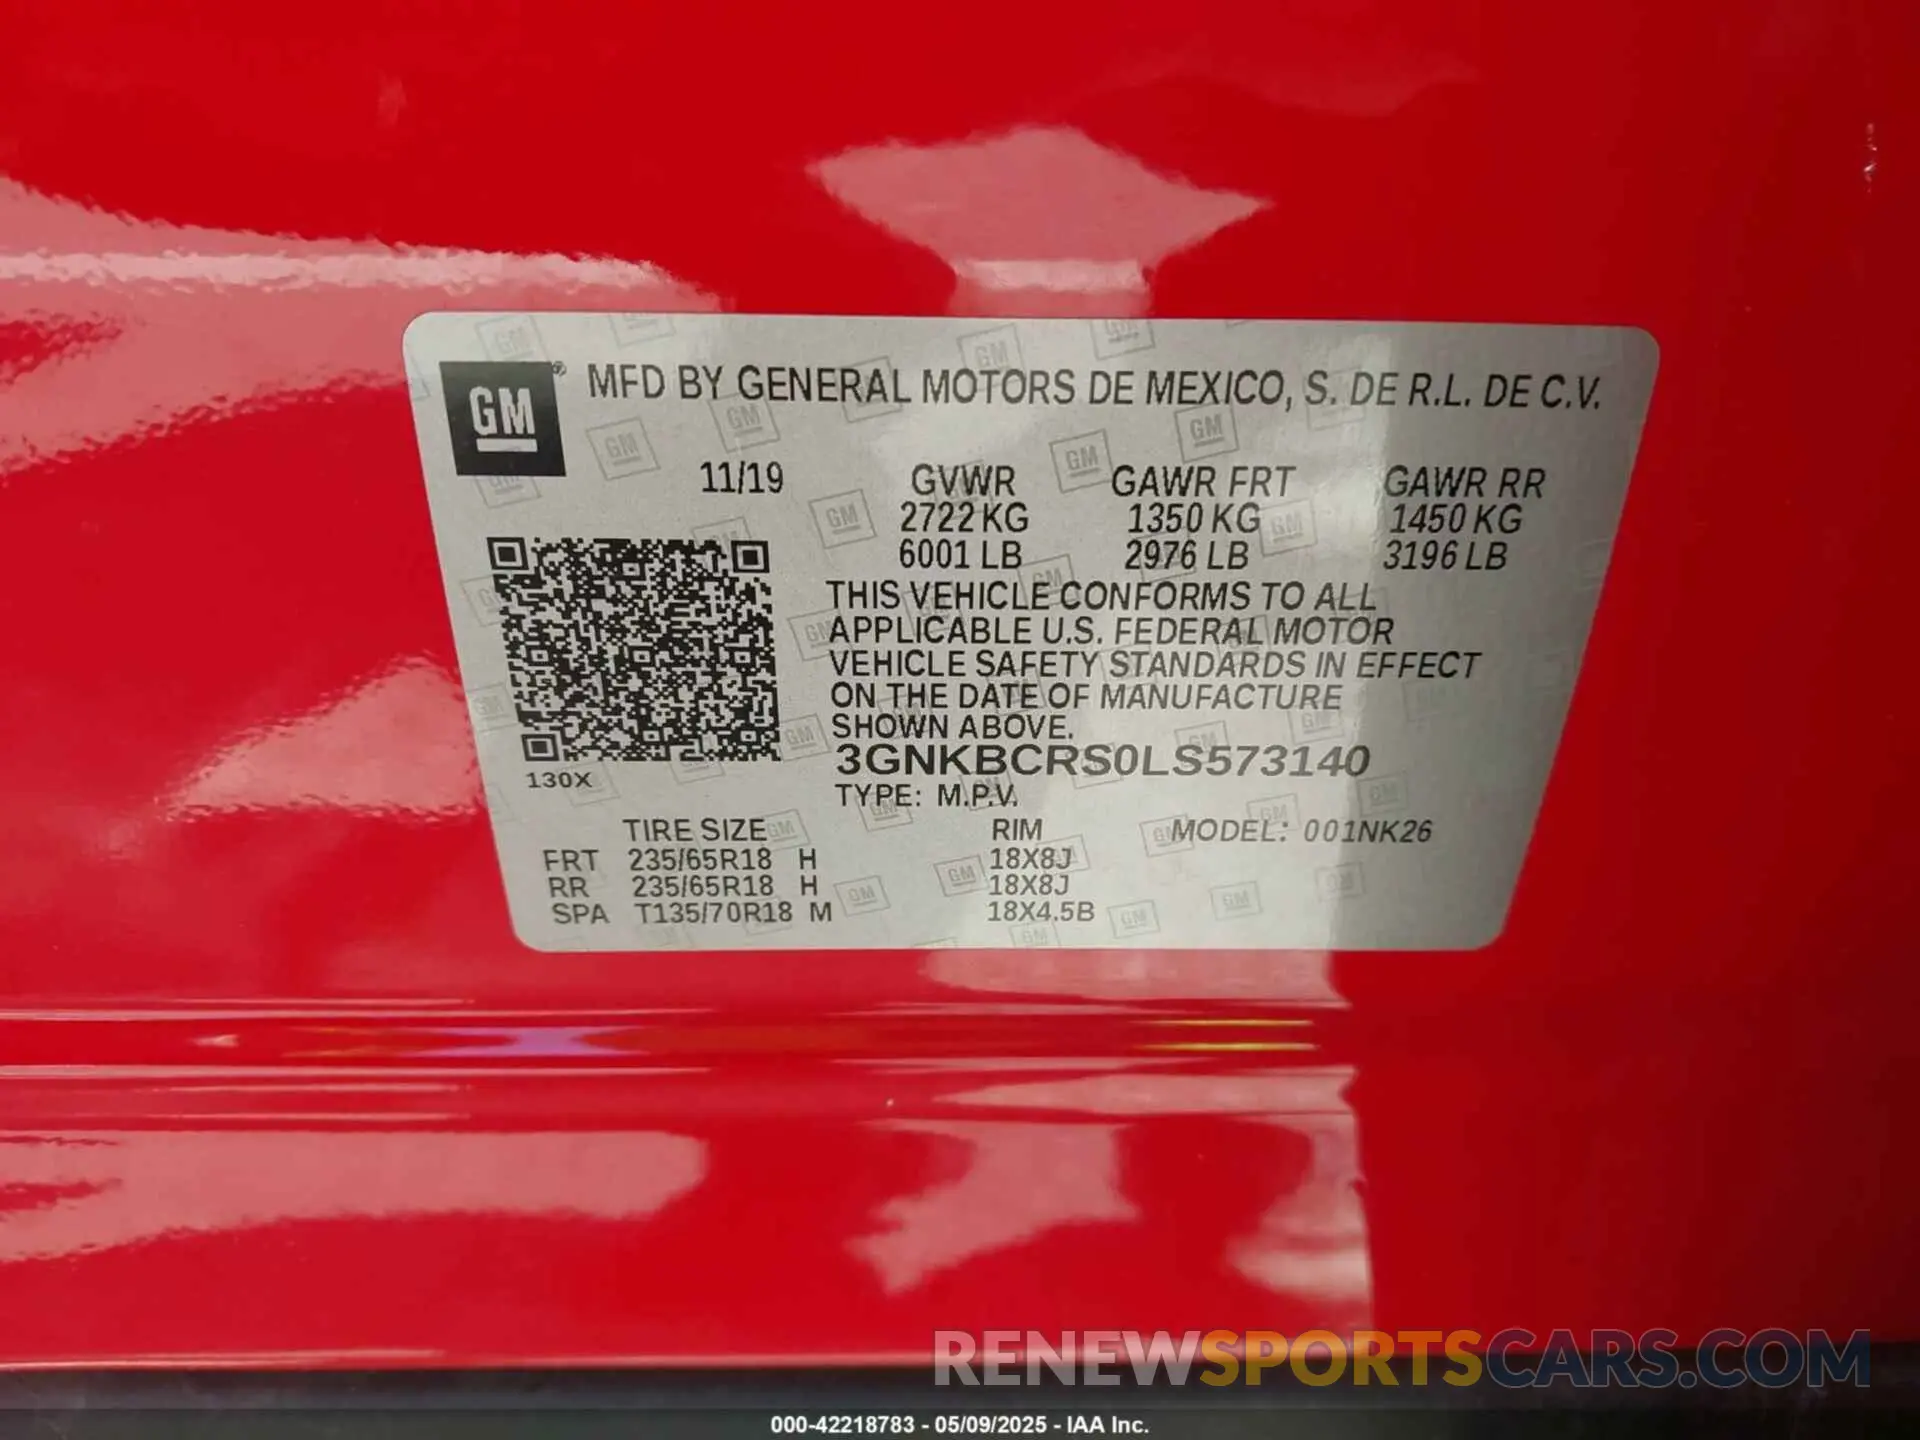 GM® MFD BY GENERAL MOTORS DE MEXICO, S. DE R.L. DE C.V.
11/19 GVWR GAWR FRT GAWR RR
2722 KG 1350 KG 1450 KG
6001 LB 2976 LB 3196 LB
THIS VEHICLE CONFORMS TO ALL
APPLICABLE U.S. FEDERAL MOTOR
VEHICLE SAFETY STANDARDS IN EFFECT
ON THE DATE OF MANUFACTURE
SHOWN ABOVE.
3GNKBCRS0LS573140
130X
TYPE: M.P.V.
TIRE SIZE RIM MODEL: 001NK26
FRT 235/65R18 H 18X8J
RR 235/65R18 H 18X8J
SPA T135/70R18 M 18X4.5B
RENEWSPORTSCARS.COM
000-42218783 - 05/09/2025 - IAA Inc.